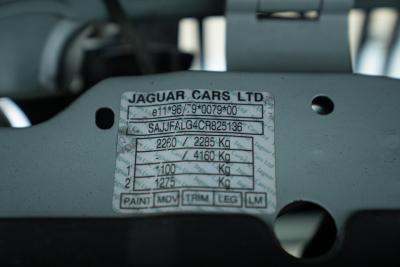 JAGUAR CARS LTD
e11*96/79*0079*00
SAJJFALG4CR825136
2260 / 2285 Kg
/ 4160 Kg
1 1100 Kg
2 1275 Kg
PAINT MDV TRIM LEG LM